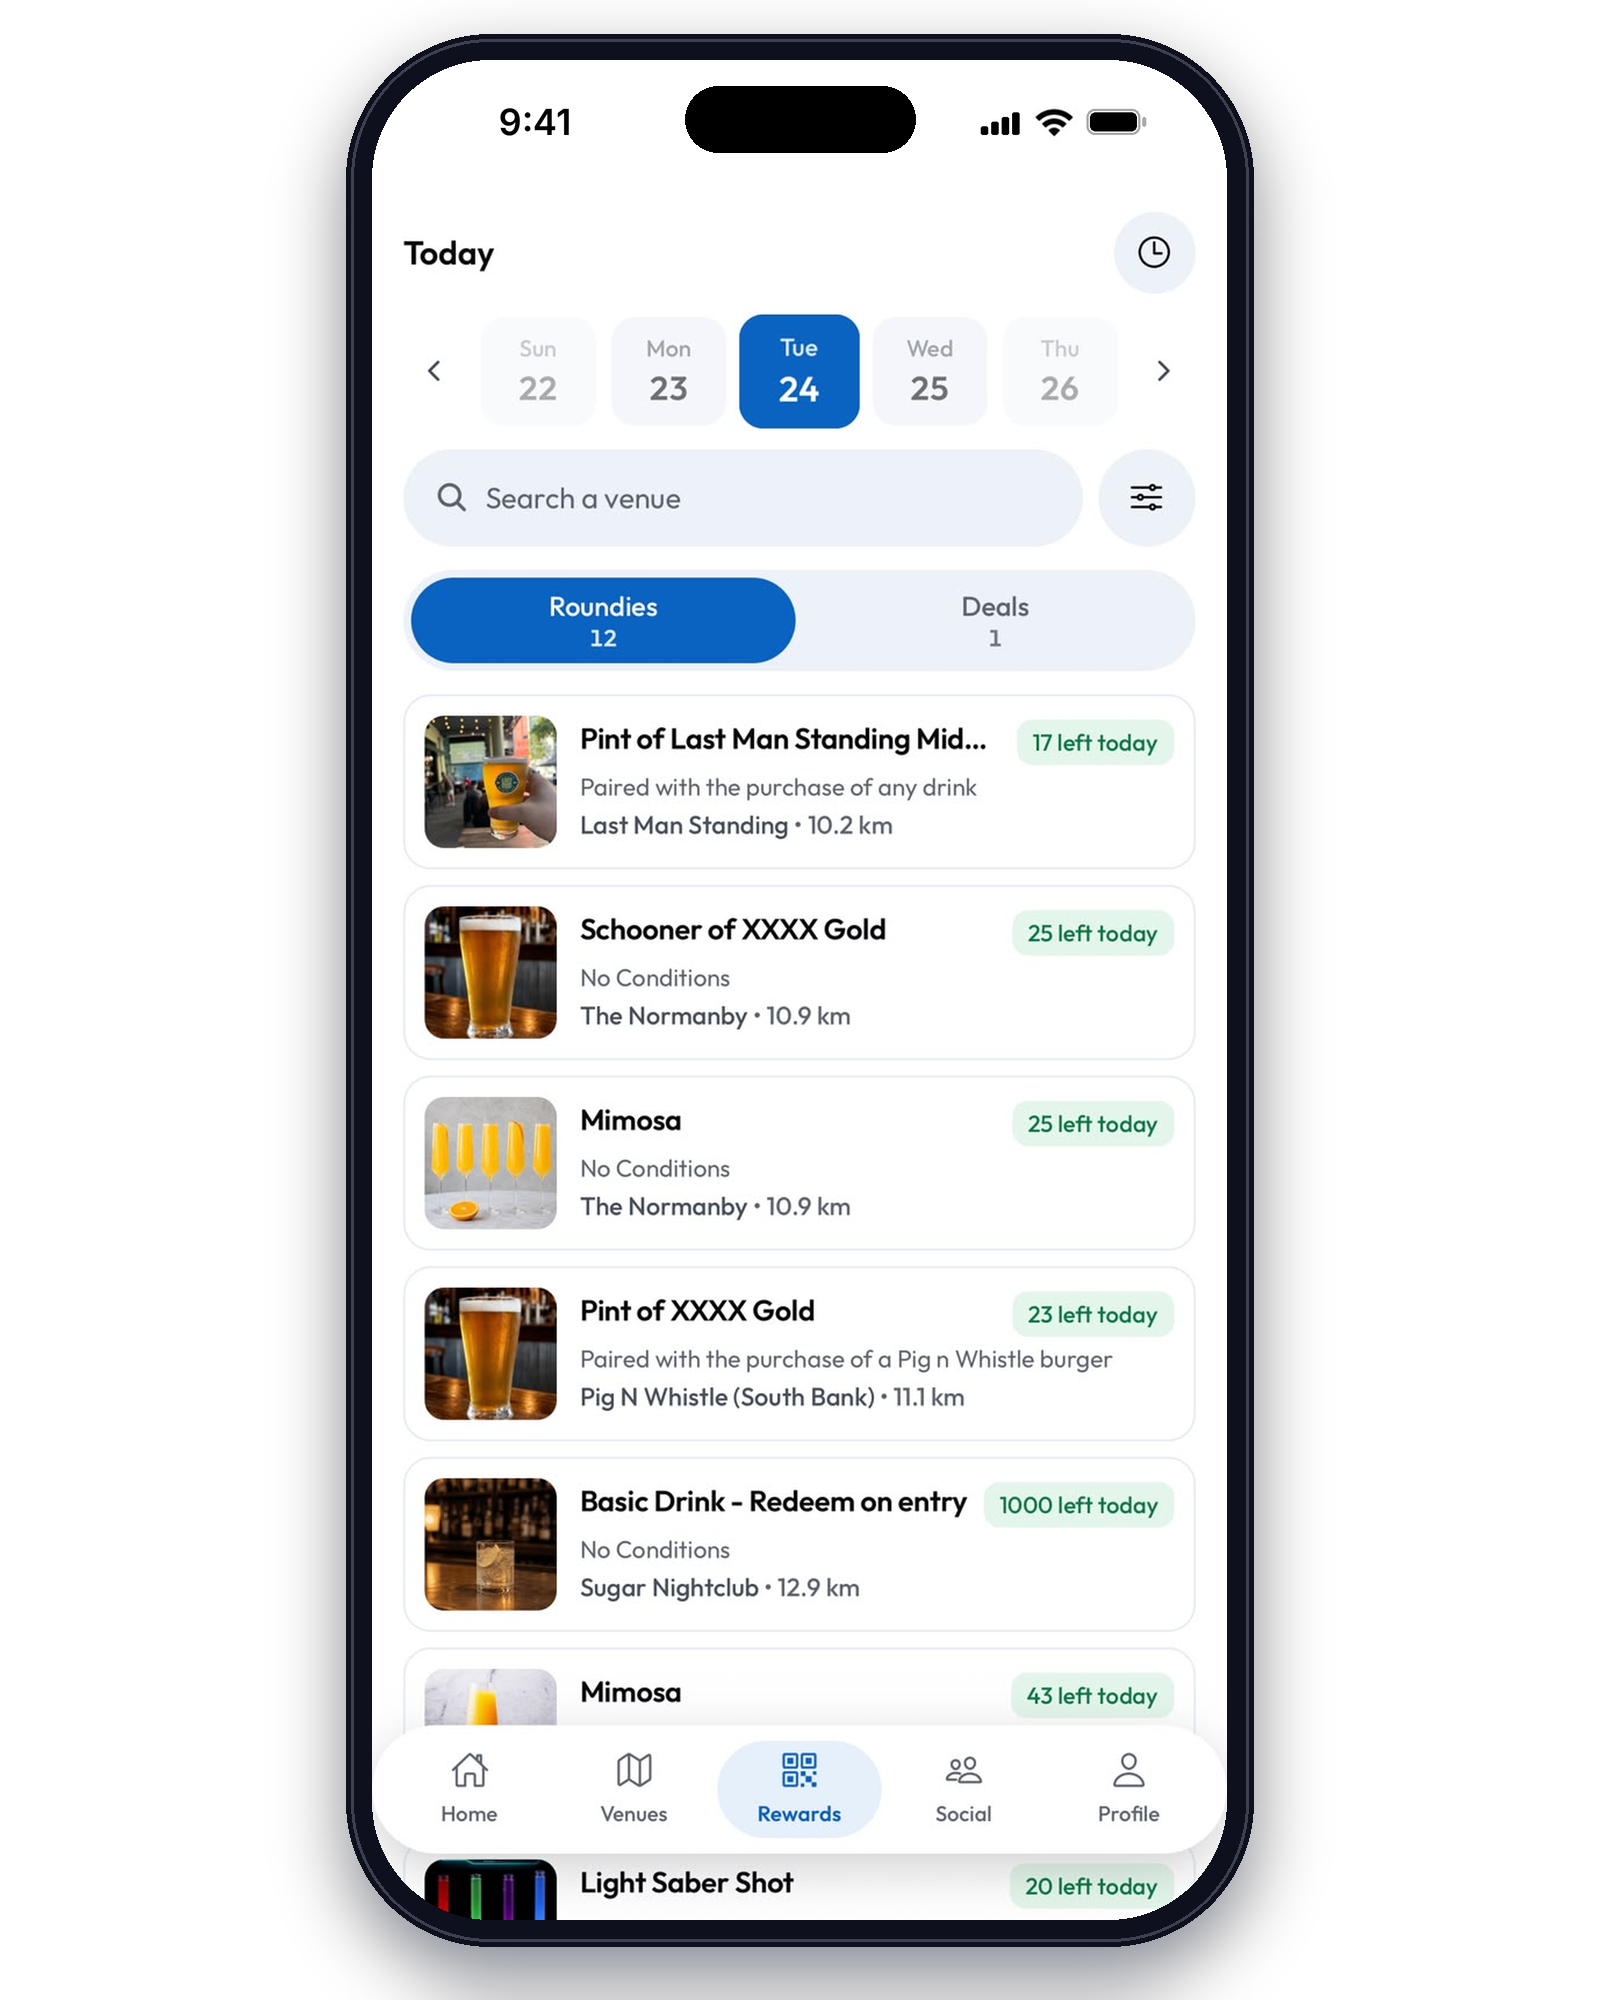 9:41
Today
Sun
22
Mon
23
Tue
24
Wed
25
Thu
26
Search a venue
Roundies
12
Deals
1
Pint of Last Man Standing Mid...
17 left today
Paired with the purchase of any drink
Last Man Standing • 10.2 km
Schooner of XXXX Gold
25 left today
No Conditions
The Normanby • 10.9 km
Mimosa
25 left today
No Conditions
The Normanby • 10.9 km
Pint of XXXX Gold
23 left today
Paired with the purchase of a Pig n Whistle burger
Pig N Whistle (South Bank) • 11.1 km
Basic Drink - Redeem on entry
1000 left today
No Conditions
Sugar Nightclub • 12.9 km
Mimosa
43 left today
Home
Venues
Rewards
Social
Profile
Light Saber Shot
20 left today